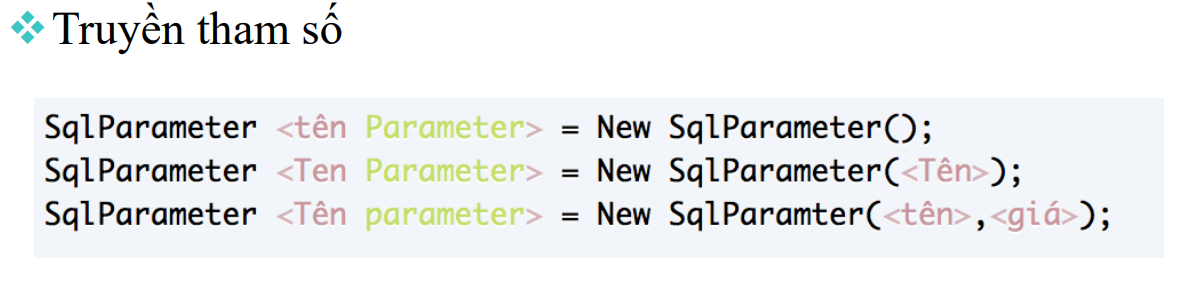 Truyền tham số
SqlParameter <tên Parameter> = New SqlParameter();
SqlParameter <Ten Parameter> = New SqlParameter(<Tên>);
SqlParameter <Tên parameter> = New SqlParamter(<tên>,<giá>);